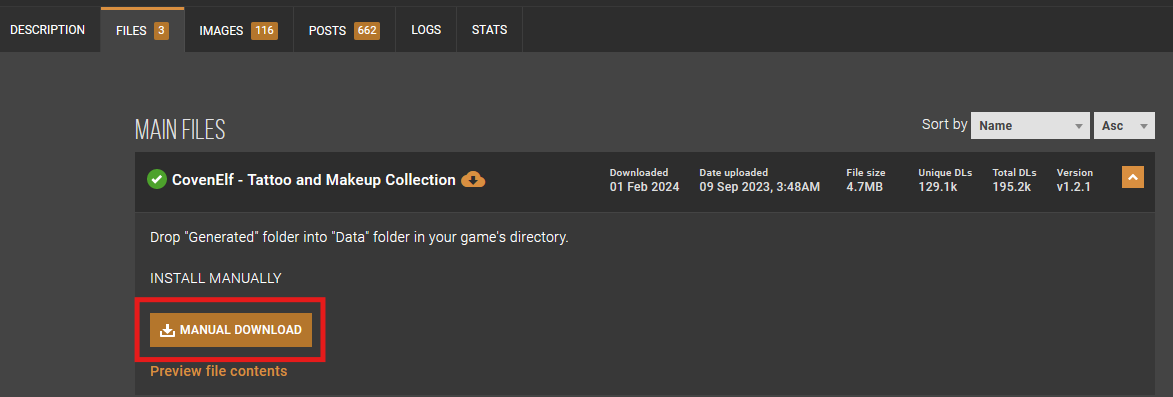 DESCRIPTION FILES 3 IMAGES 116 POSTS 662 LOGS STATS
MAIN FILES
Sort by Name Asc
CovenElf - Tattoo and Makeup Collection
Downloaded Date uploaded File size Unique DLs Total DLs Version
01 Feb 2024 09 Sep 2023, 3:48AM 4.7MB 129.1k 195.2k v1.2.1
Drop "Generated" folder into "Data" folder in your game's directory.
INSTALL MANUALLY
MANUAL DOWNLOAD
Preview file contents